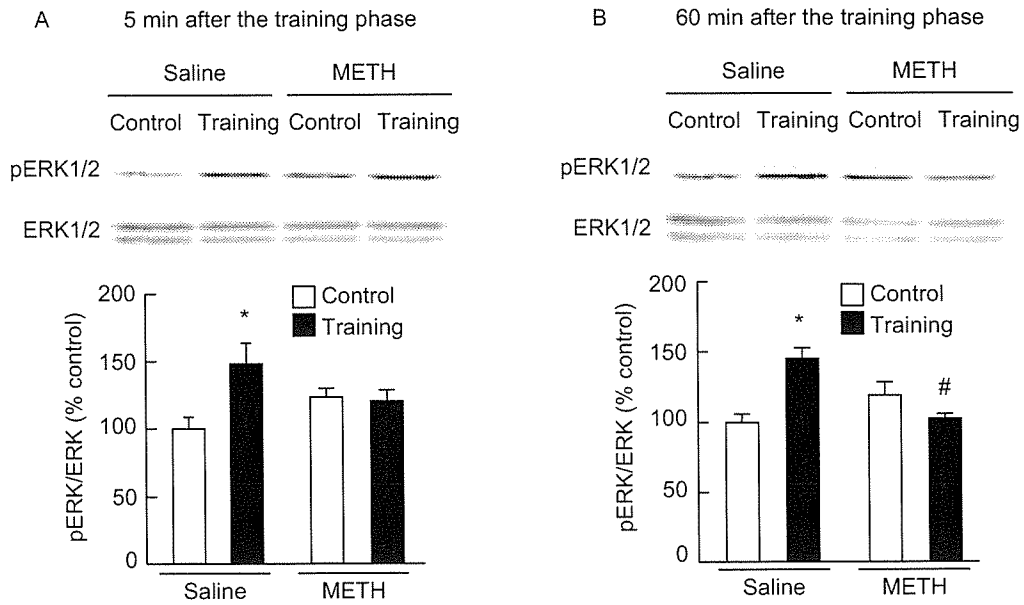 A 5 min after the training phase
Saline METH
Control Training Control Training
pERK1/2
ERK1/2
200
150
100
50
0
pERK/ERK (% control)
Control
Training
*
Saline METH
B 60 min after the training phase
Saline METH
Control Training Control Training
pERK1/2
ERK1/2
200
150
100
50
0
pERK/ERK (% control)
Control
Training
*
#
Saline METH